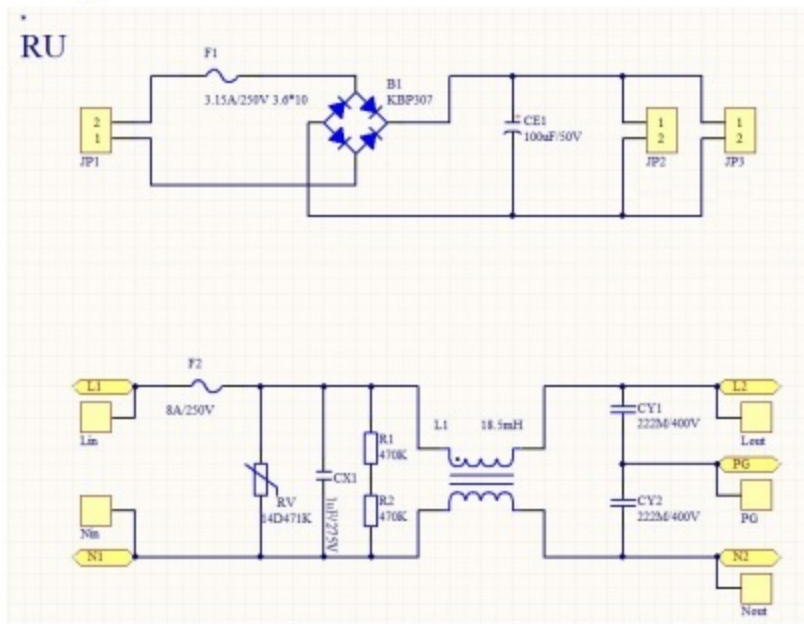 RU
F1
3.15A/250V 3.6*10
B1
KBP307
2
1
JP1
CE1
100uF/50V
1
2
JP2
1
2
JP3
F2
8A/250V
L1
Lin
Nin
N1
RV
14D471K
CX1
1uF/275V
R1
470K
R2
470K
L1
18.5mH
CY1
222M/400V
CY2
222M/400V
L2
Lout
PG
PG
N2
Nout